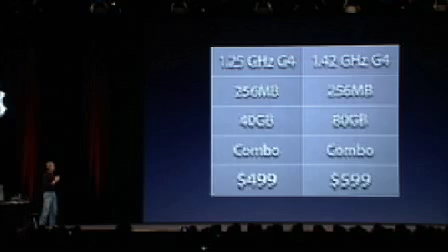 1.25 GHz G4 1.42 GHz G4
256MB 256MB
40GB 80GB
Combo Combo
$499 $599